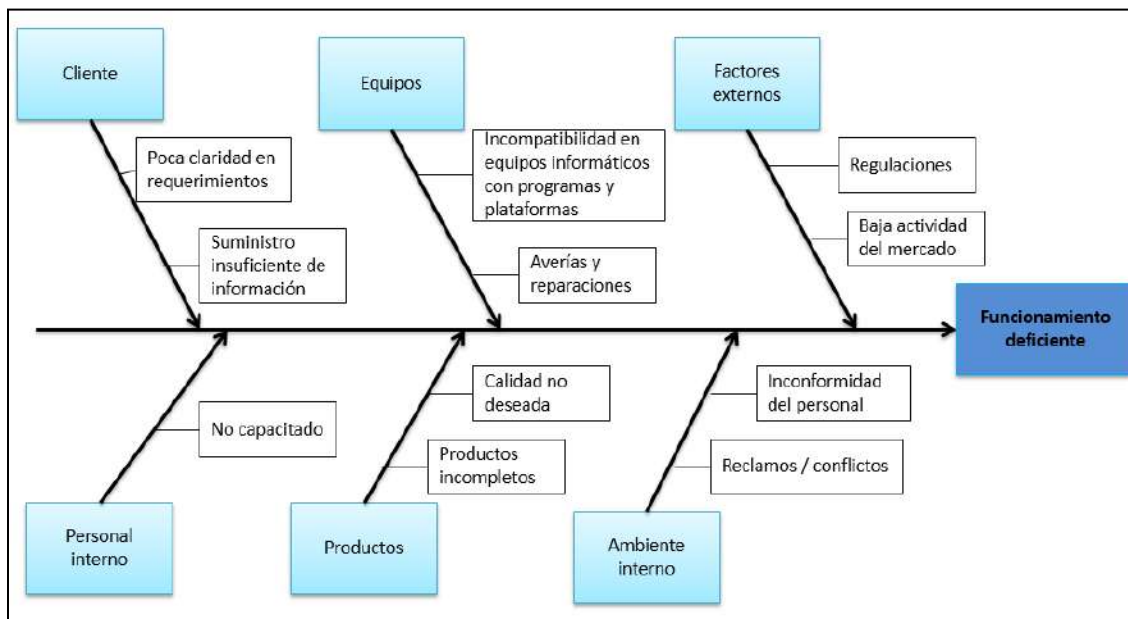 Cliente
Equipos
Factores
externos
Poca claridad en
requerimientos
Incompatibilidad en
equipos informáticos
con programas y
plataformas
Regulaciones
Suministro
insuficiente de
información
Averías y
reparaciones
Baja actividad
del mercado
Funcionamiento
deficiente
No capacitado
Calidad no
deseada
Productos
incompletos
Inconformidad
del personal
Reclamos / conflictos
Personal
interno
Productos
Ambiente
interno